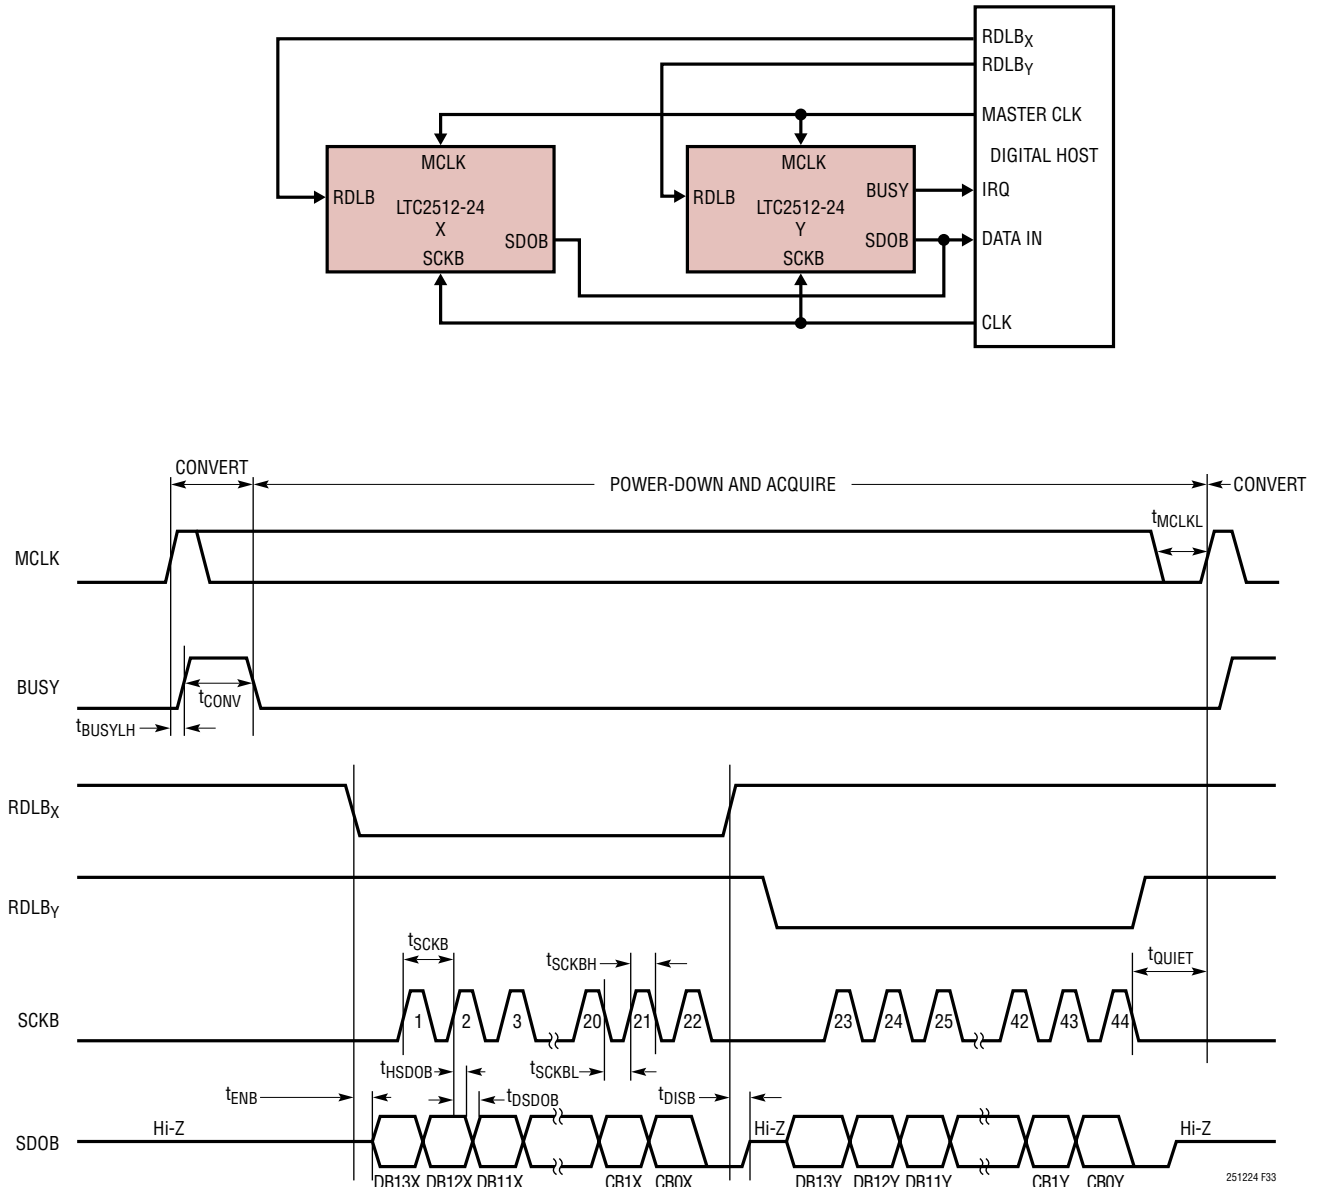 RDLBX
RDLBY
MASTER CLK
DIGITAL HOST
IRQ
DATA IN
CLK
MCLK
RDLB
LTC2512-24
X
SDOB
SCKB
MCLK
BUSY
RDLB
LTC2512-24
Y
SDOB
SCKB
CONVERT
POWER-DOWN AND ACQUIRE
CONVERT
tMCLKL
MCLK
BUSY
tCONV
tBUSYLH
RDLBX
RDLBY
tSCKB
tSCKBH
tQUIET
SCKB
1 2 3 20 21 22 23 24 25 42 43 44
tHSDOB
tSCKBL
tENB
tDSDOB
tDISB
SDOB
Hi-Z
Hi-Z
Hi-Z
DB13X DB12X DB11X CB1X CB0X DB13Y DB12Y DB11Y CB1Y CB0Y
251224 F33